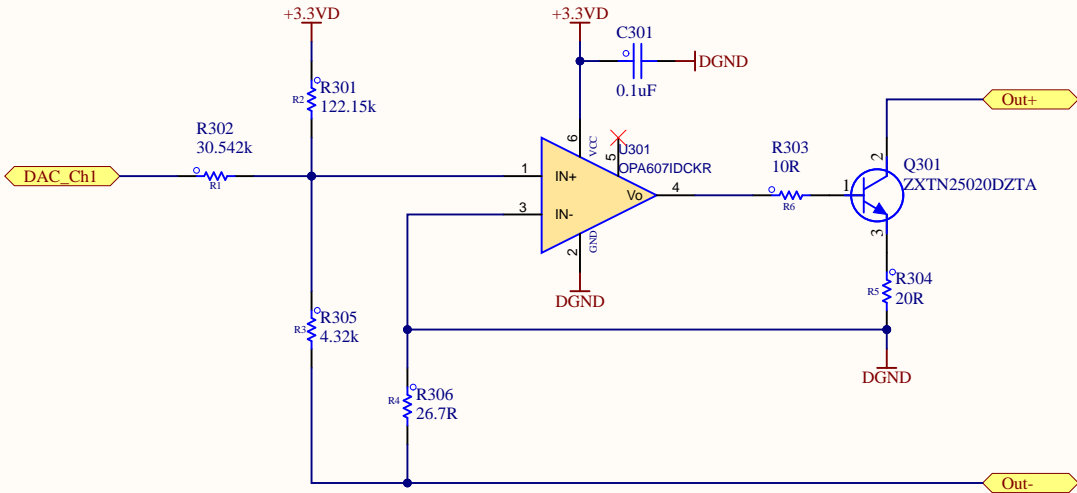 +3.3VD
+3.3VD
C301
DGND
0.1uF
R301
R2
122.15k
Out+
R302
30.542k
6
VCC
5
U301
OPA607IDCKR
R303
10R
2
Q301
ZXTN25020DZTA
DAC_Ch1
R1
1
IN+
Vo
4
R6
1
3
IN-
GND
2
3
DGND
R304
R5
20R
R305
R3
4.32k
DGND
R306
R4
26.7R
Out-